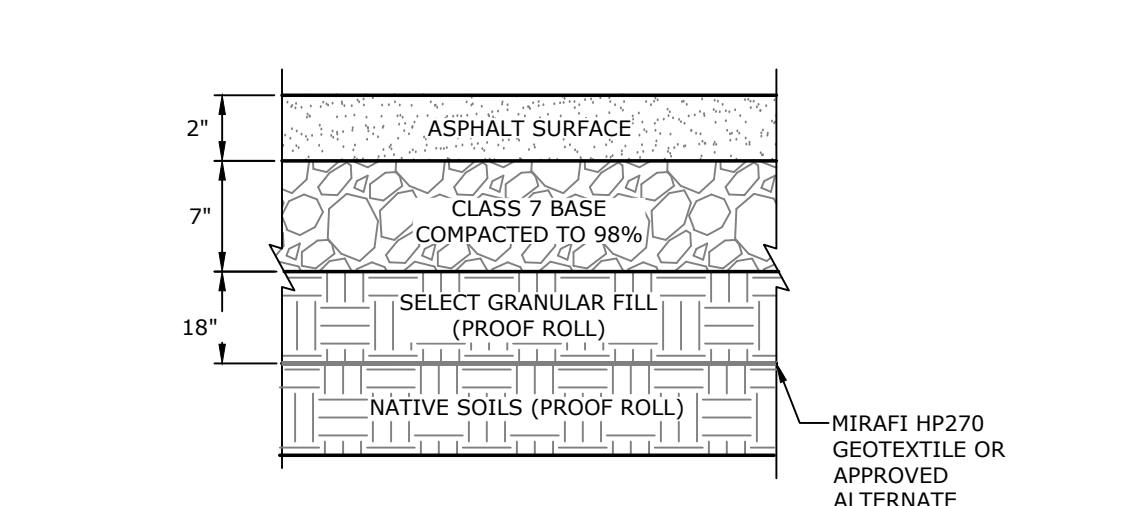 2"
ASPHALT SURFACE
7"
CLASS 7 BASE
COMPACTED TO 98%
18"
SELECT GRANULAR FILL
(PROOF ROLL)
NATIVE SOILS (PROOF ROLL)
MIRAFI HP270
GEOTEXTILE OR
APPROVED
ALTERNATE